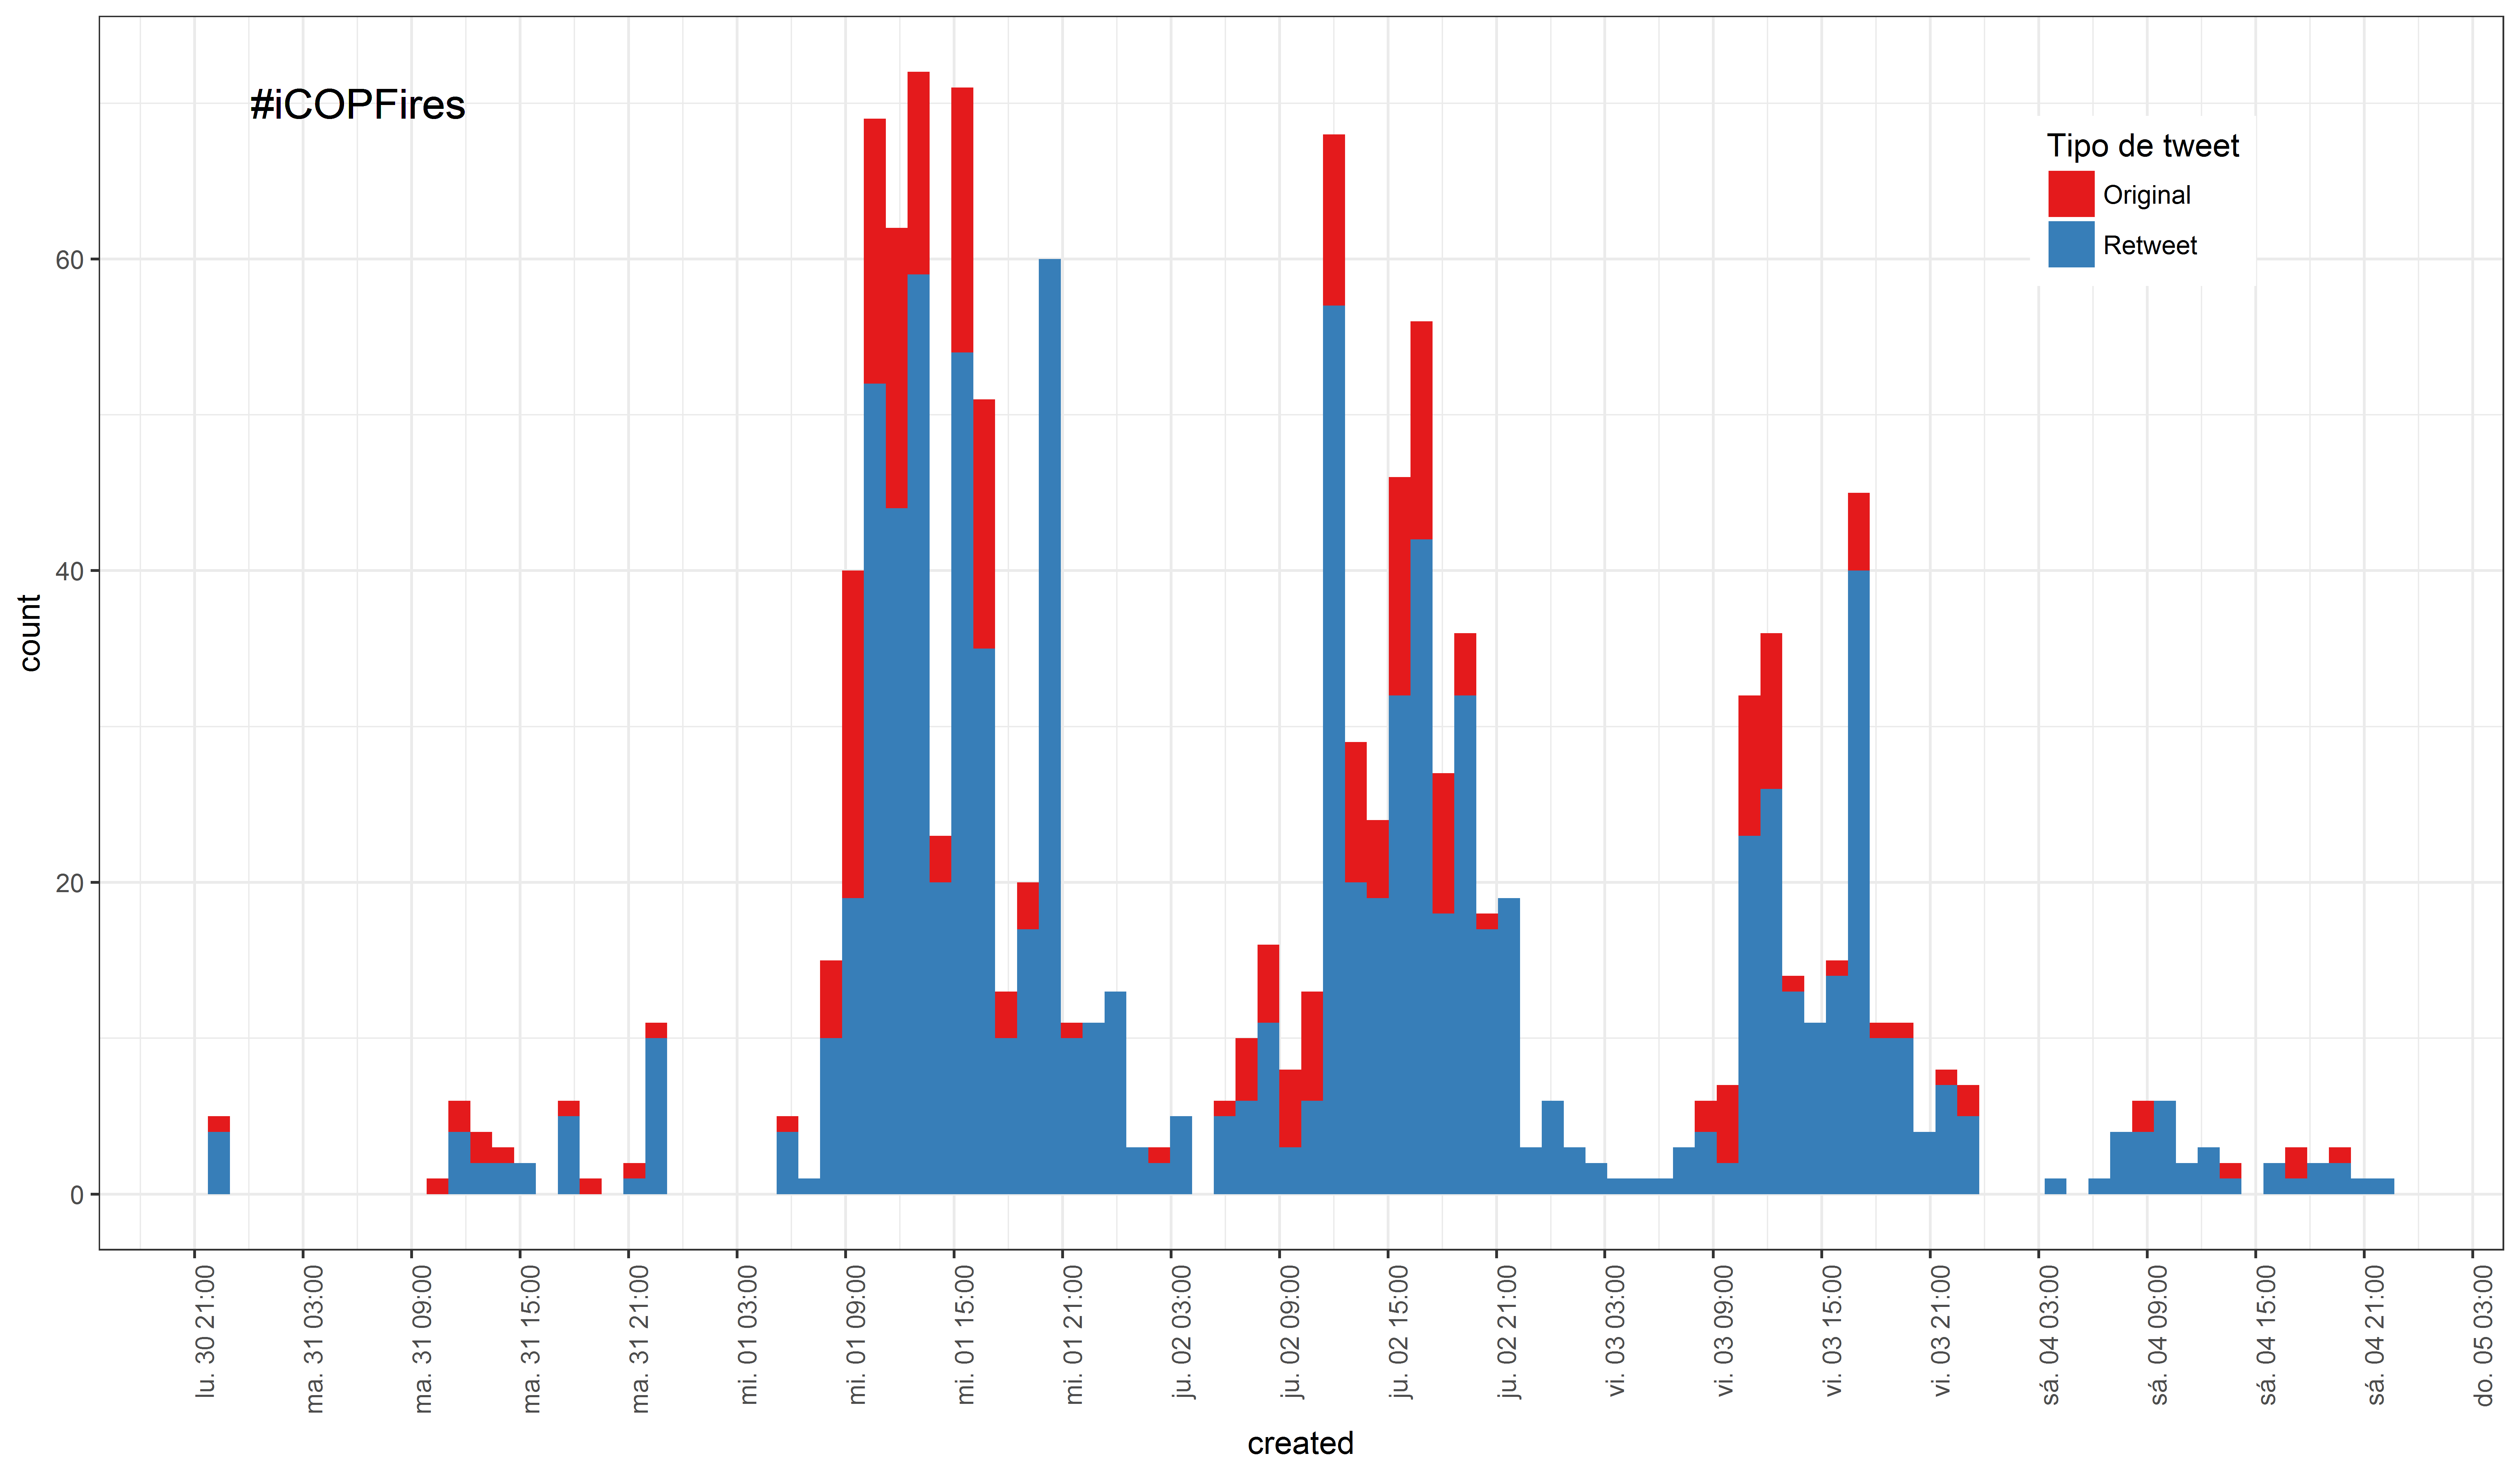 #iCOPFires
Tipo de tweet
Original
Retweet
count
60
40
20
0
lu. 30 21:00
ma. 31 03:00
ma. 31 09:00
ma. 31 15:00
ma. 31 21:00
mi. 01 03:00
mi. 01 09:00
mi. 01 15:00
mi. 01 21:00
ju. 02 03:00
ju. 02 09:00
ju. 02 15:00
ju. 02 21:00
vi. 03 03:00
vi. 03 09:00
vi. 03 15:00
vi. 03 21:00
sá. 04 03:00
sá. 04 09:00
sá. 04 15:00
sá. 04 21:00
do. 05 03:00
created